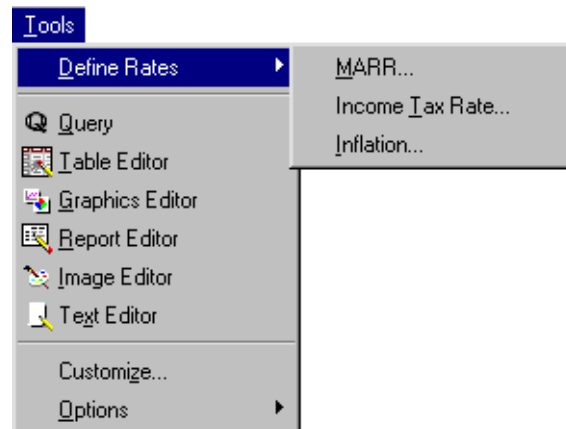 Tools
Define Rates
MARR...
Income Tax Rate...
Inflation...
Query
Table Editor
Graphics Editor
Report Editor
Image Editor
Text Editor
Customize...
Options